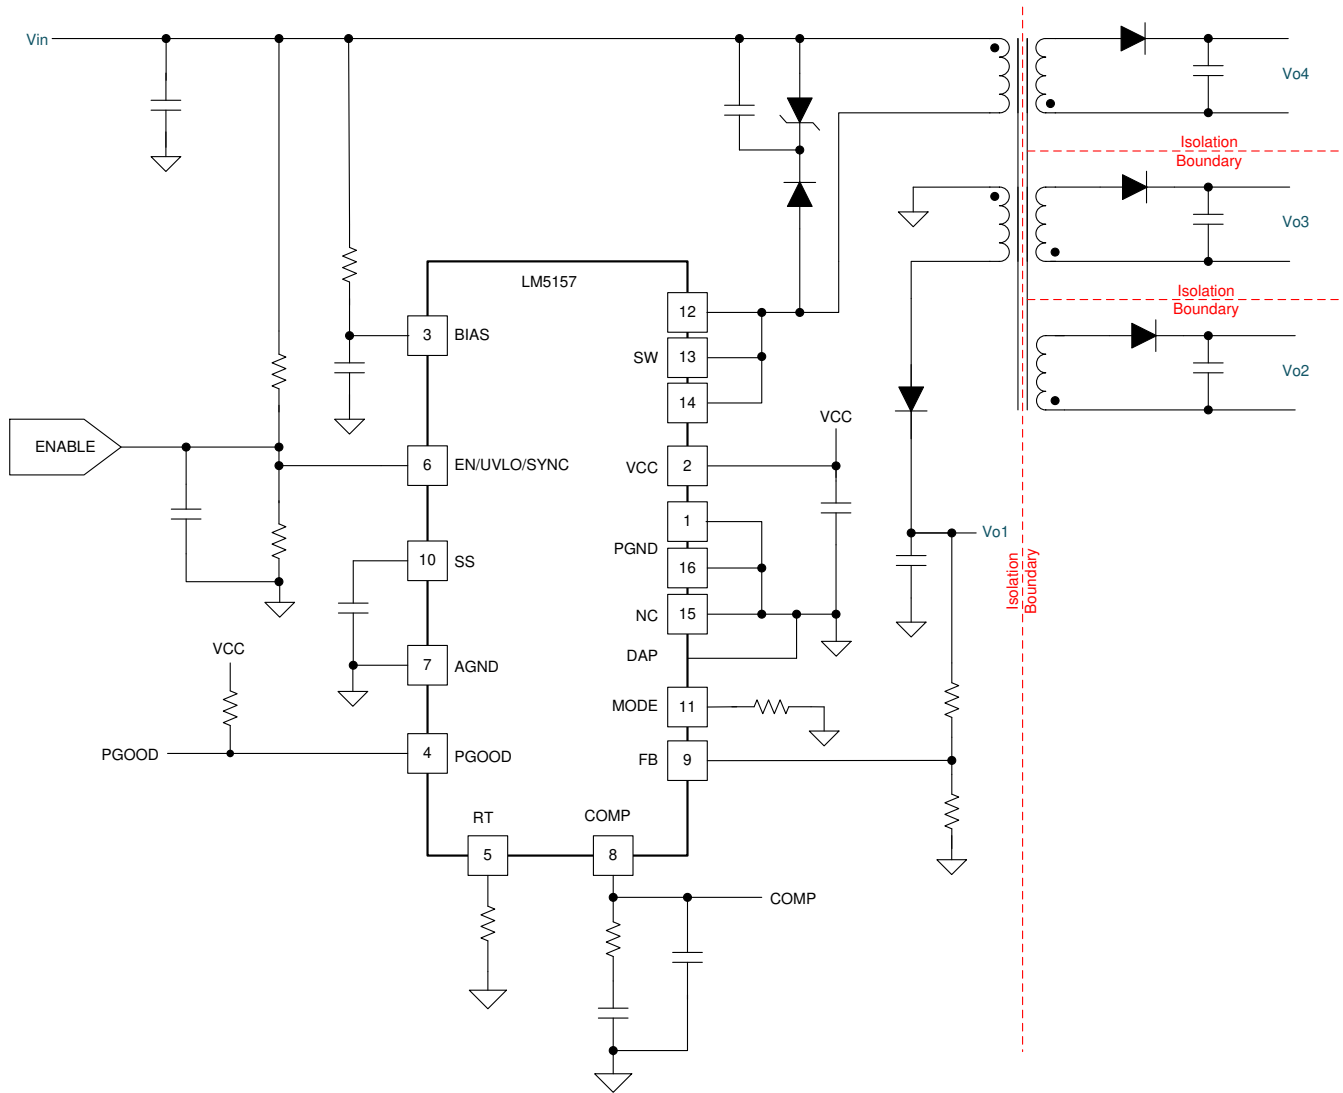 Vin
Vo4
Isolation
Boundary
Vo3
LM5157
Isolation
Boundary
12
3
BIAS
SW
13
Vo2
14
VCC
ENABLE
6
EN/UVLO/SYNC
VCC
2
1
Vo1
PGND
10
SS
16
Isolation
Boundary
NC
15
VCC
DAP
7
AGND
MODE
11
PGOOD
4
PGOOD
FB
9
RT
COMP
5
8
COMP